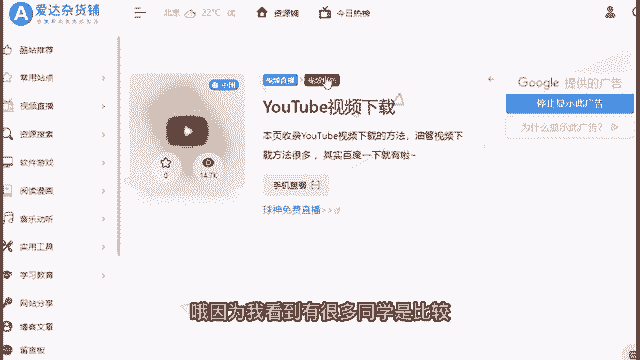 爱达杂货铺
北京 22℃ 优
资源铺
今日热榜
酷站推荐
常用站点
视频直播
资源搜索
软件游戏
阅读漫画
音乐动听
实用工具
学习教育
网站分享
博客文章
留言板
中国
0
14.7K
视频直播
YouTube视频下载
本页收录YouTube视频下载的方法，油管视频下
载方法很多，其实百度一下就有啦~
手机查看
球神免费直播>>
Google 提供的广告
停止显示此广告
为什么显示此广告？
哦因为我看到有很多同学是比较